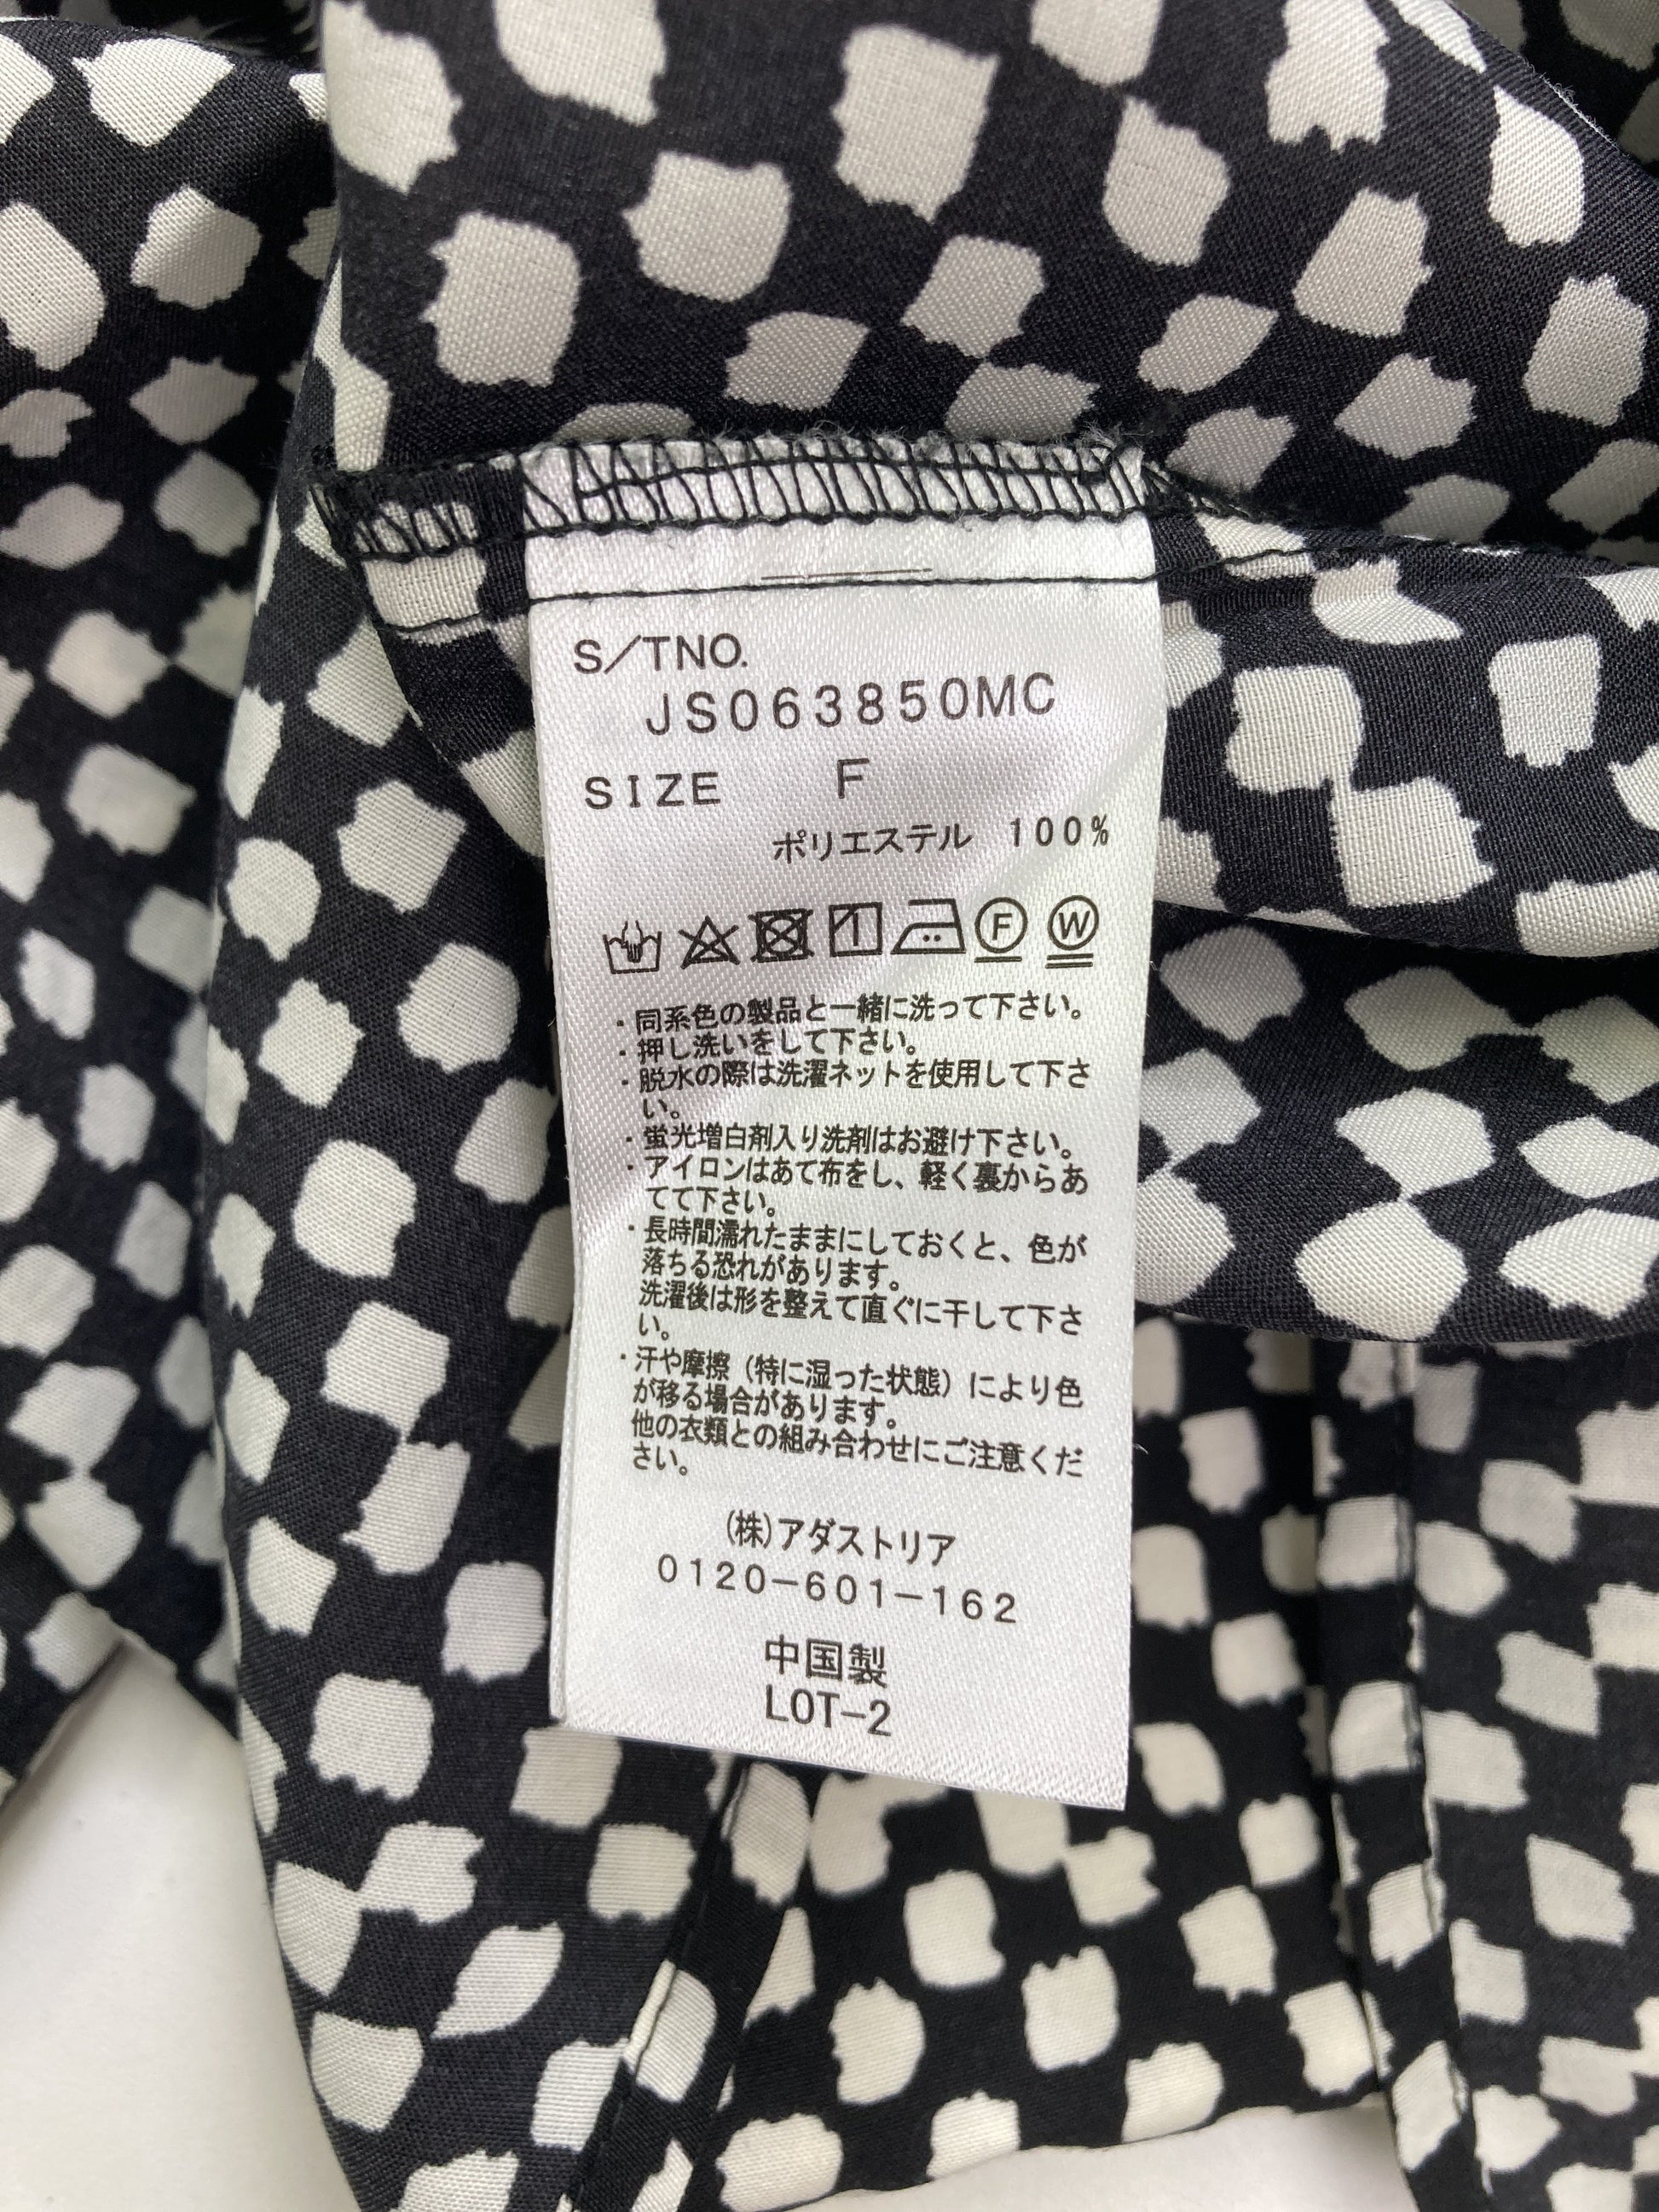 S/TNO.
JS063850MC
SIZE F
ポリエステル 100%
F W
・同系色の製品と一緒に洗って下さい。
・押し洗いをして下さい。
・脱水の際は洗濯ネットを使用して下さ
い。
・蛍光増白剤入り洗剤はお避け下さい。
・アイロンはあて布をし、軽く裏からあ
てて下さい。
・長時間濡れたままにしておくと、色が
落ちる恐れがあります。
洗濯後は形を整えて直ぐに干して下さ
い。
・汗や摩擦（特に湿った状態）により色
が移る場合があります。
他の衣類との組み合わせにご注意くだ
さい。
(株)アダストリア
0120-601-162
中国製
LOT-2